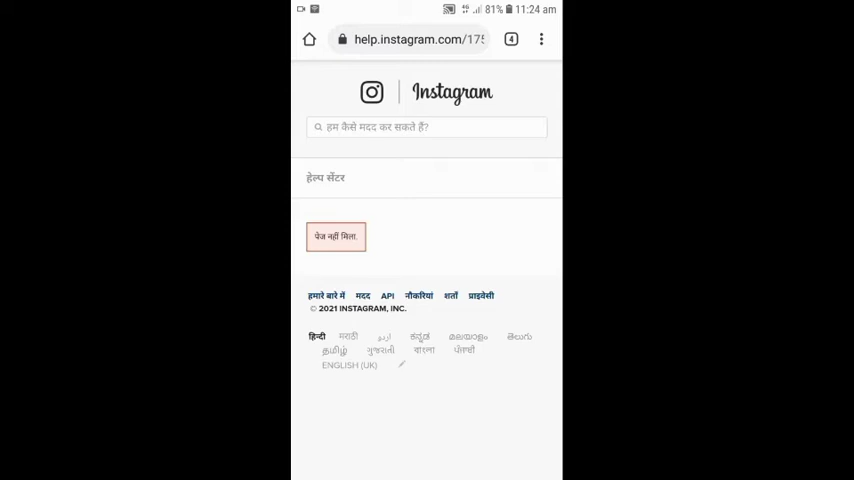 81% 11:24 am
help.instagram.com/175 4
Instagram
हम कैसे मदद कर सकते हैं?
हेल्प सेंटर
पेज नहीं मिला.
हमारे बारे में मदद API नौकरियां शर्तें प्राइवेसी
© 2021 INSTAGRAM, INC.
हिन्दी मराठी اردو ಕನ್ನಡ മലയാളം తెలుగు
தமிழ் ગુજરાતી বাংলা ਪੰਜਾਬੀ
ENGLISH (UK)